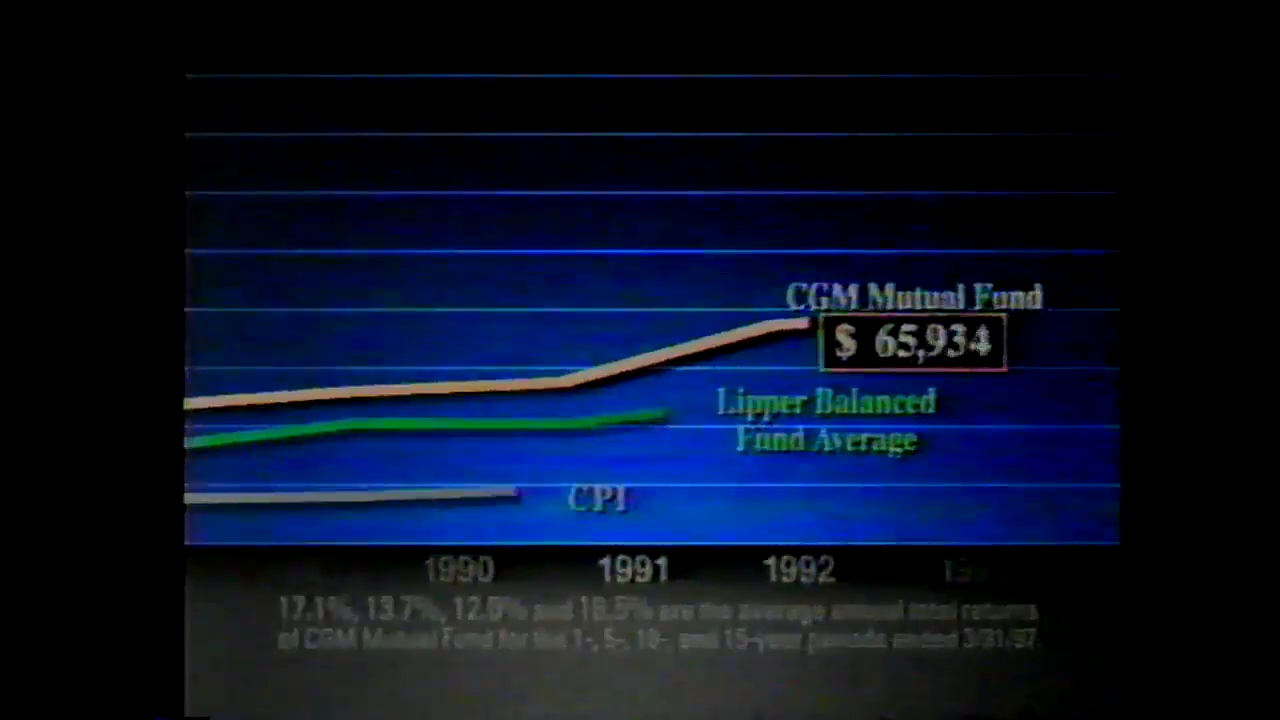 CGM Mutual Fund
$ 65,934
Lipper Balanced
Fund Average
CPI
1990 1991 1992
17.1%, 13.7%, 12.9% and 16.5% are the average annual total returns
of CGM Mutual Fund for the 1-, 5-, 10-, and 15-year periods ended 3/31/97.